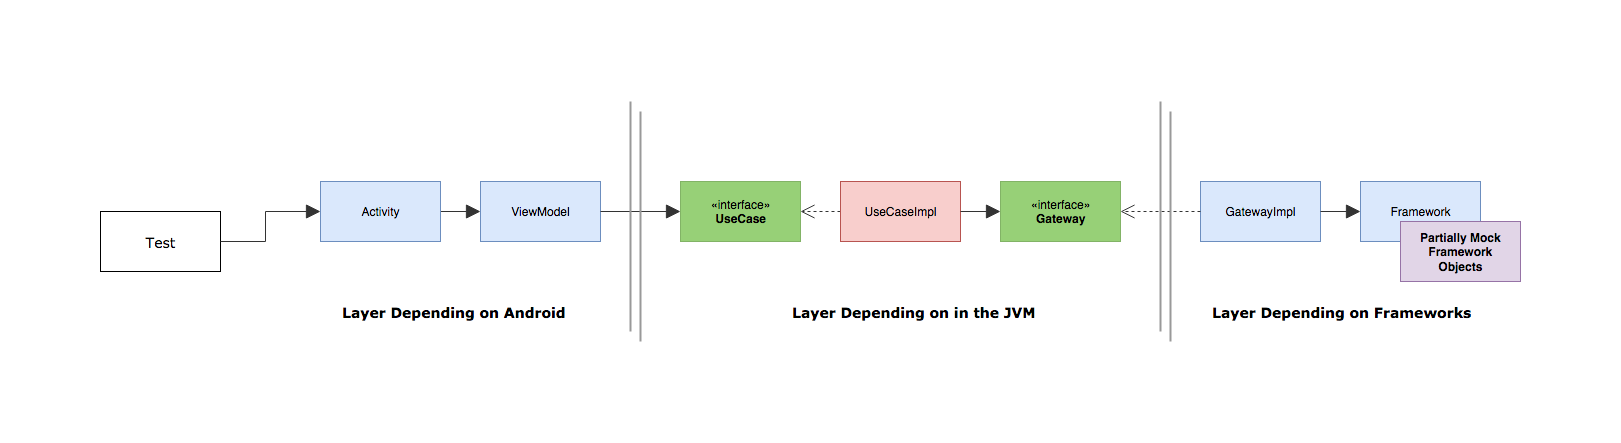 Test
Activity
ViewModel
«interface»
UseCase
UseCaseImpl
«interface»
Gateway
GatewayImpl
Framework
Partially Mock
Framework
Objects
Layer Depending on Android
Layer Depending on in the JVM
Layer Depending on Frameworks